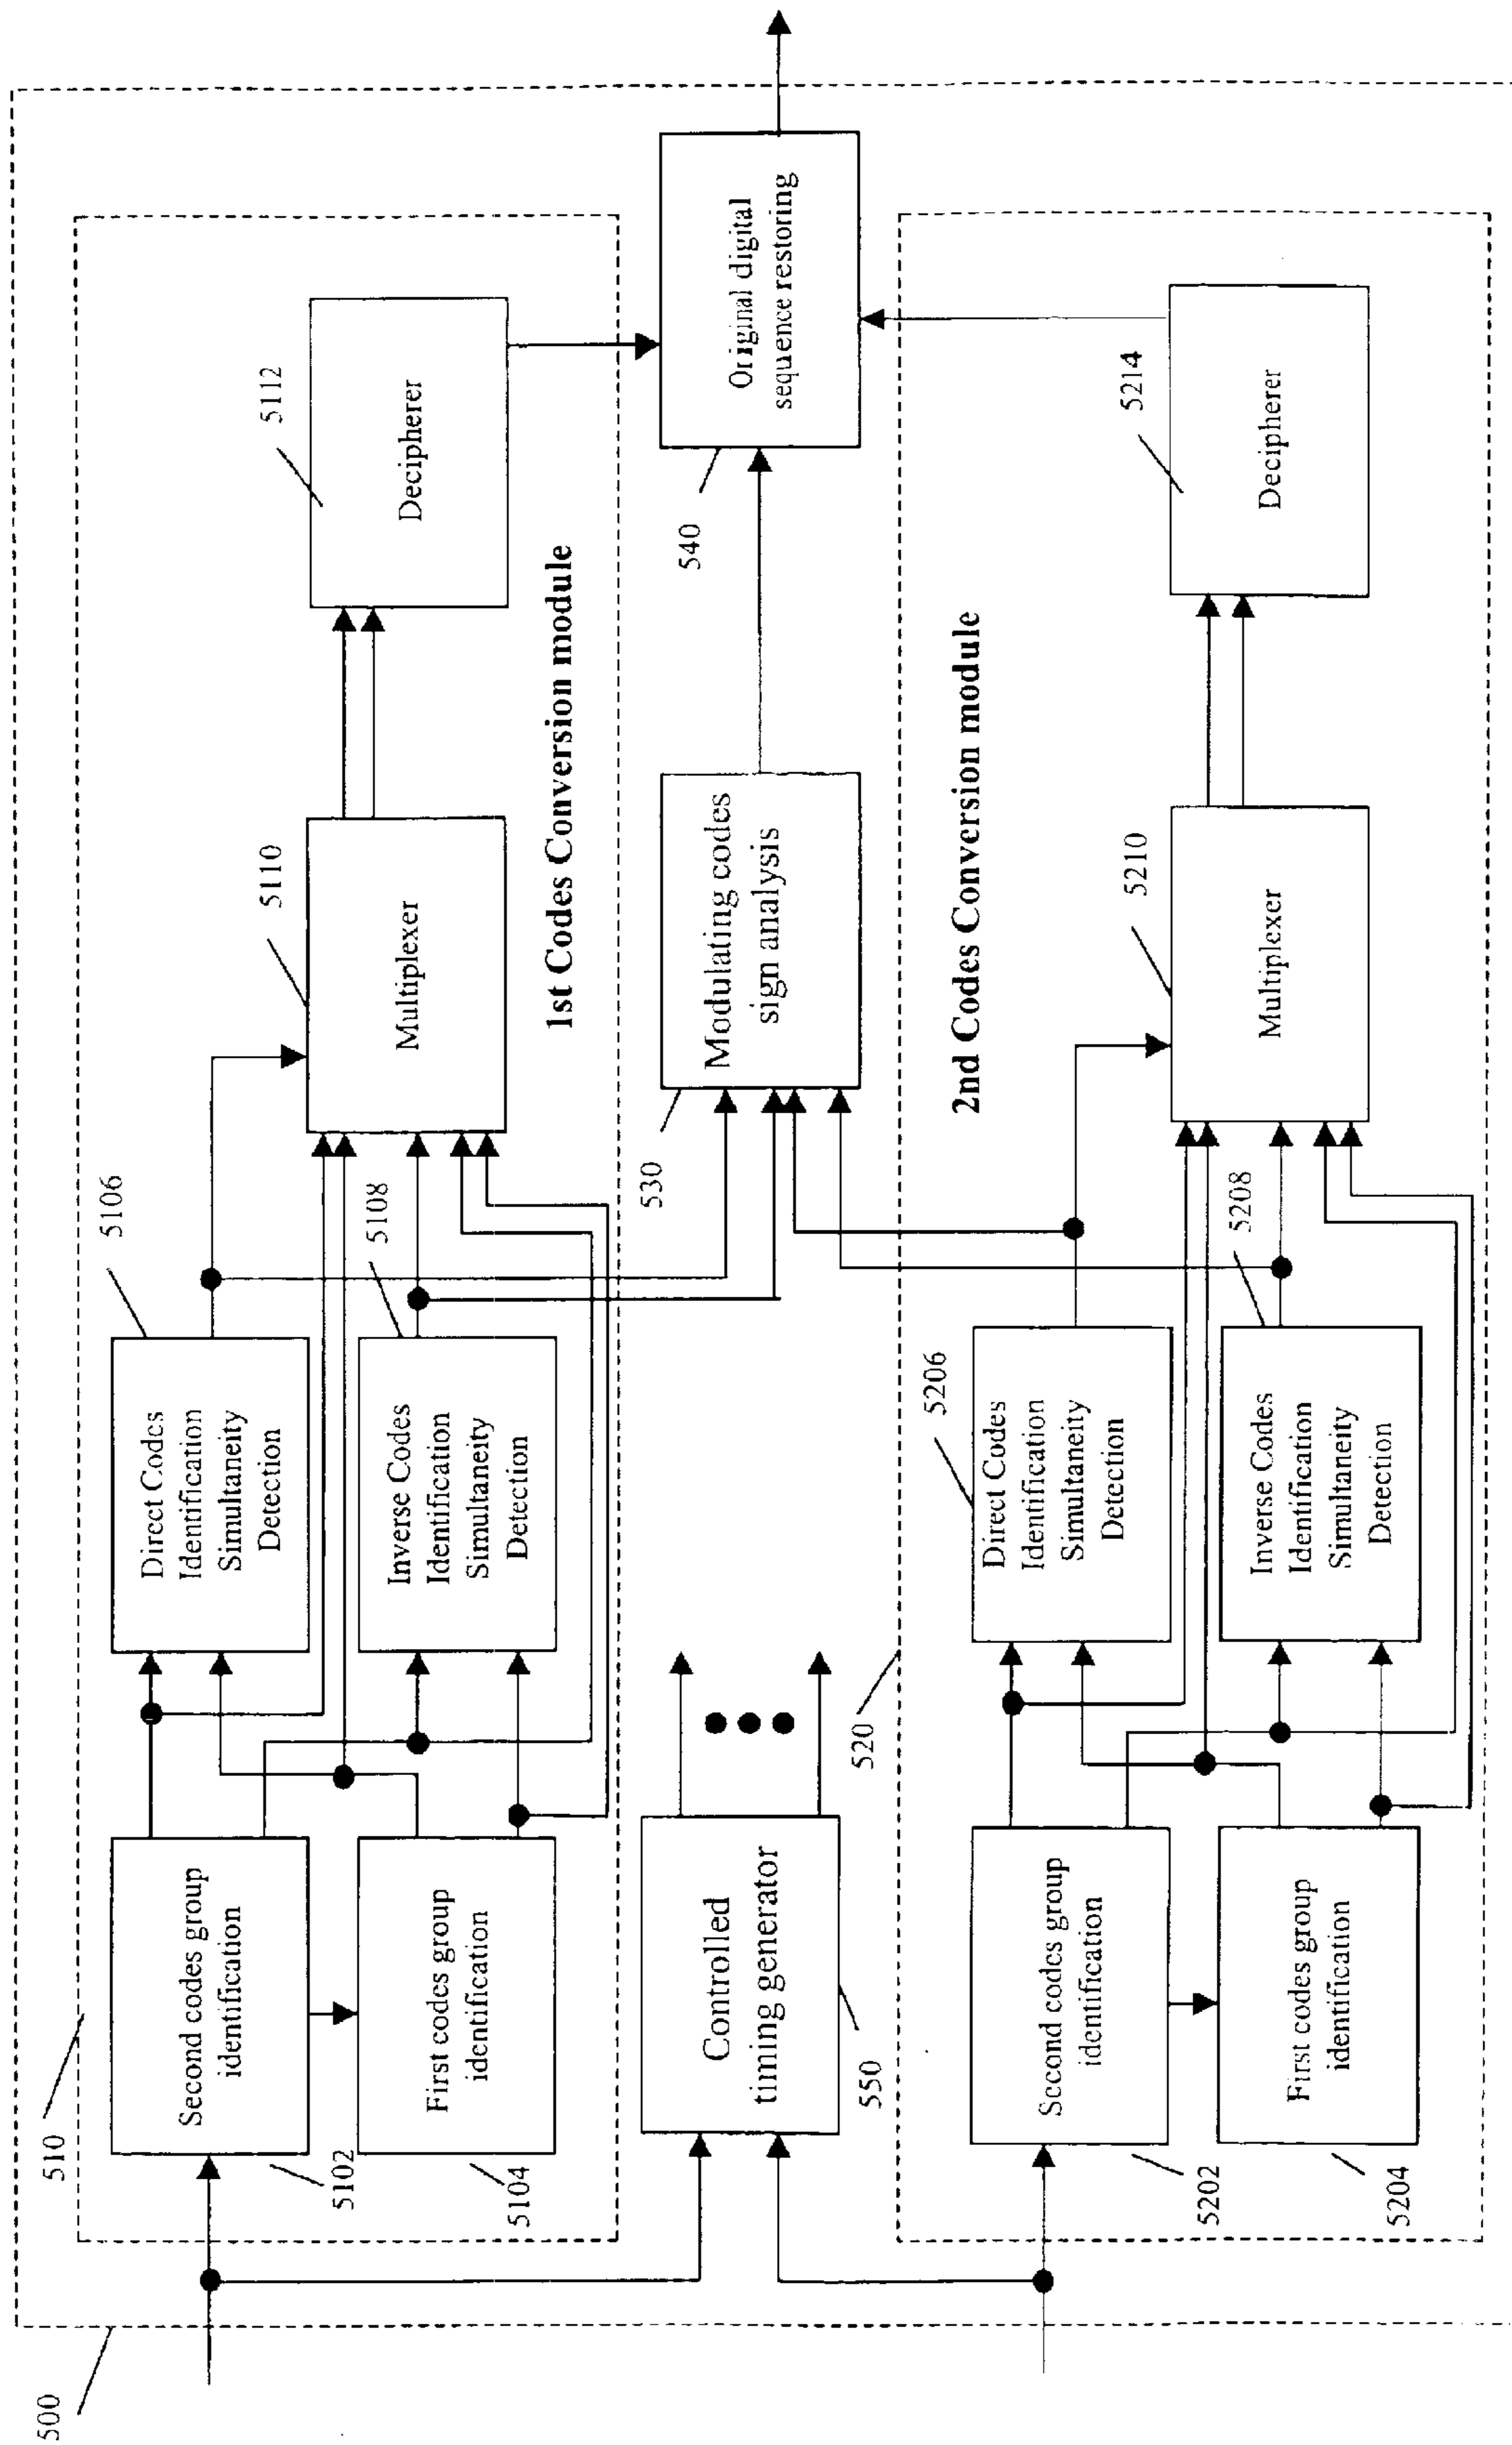 500
510
5102
Second codes group
identification
5104
First codes group
identification
5106
Direct Codes
Identification
Simultaneity
Detection
5108
Inverse Codes
Identification
Simultaneity
Detection
5110
Multiplexer
5112
Decipherer
1st Codes Conversion module
550
Controlled
timing generator
530
Modulating codes
sign analysis
540
Original digital
sequence restoring
520
2nd Codes Conversion module
5202
Second codes group
identification
5204
First codes group
identification
5206
Direct Codes
Identification
Simultaneity
Detection
5208
Inverse Codes
Identification
Simultaneity
Detection
5210
Multiplexer
5214
Decipherer